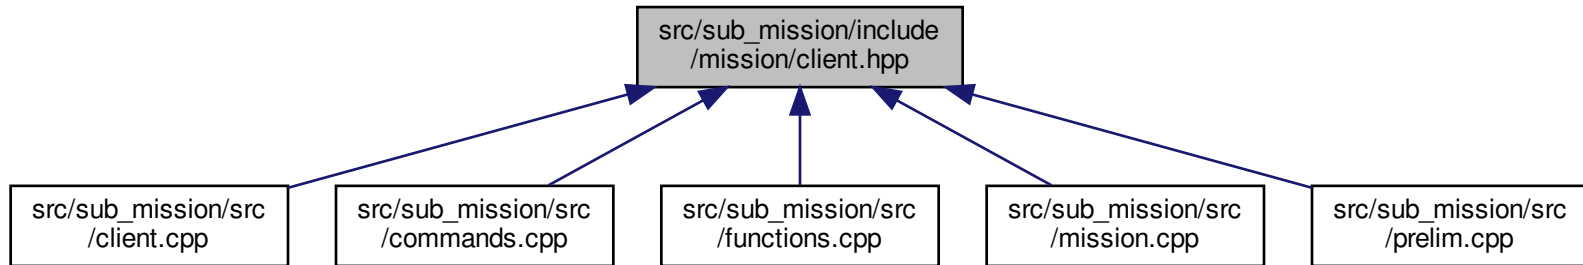 src/sub_mission/include
/mission/client.hpp
src/sub_mission/src
/client.cpp
src/sub_mission/src
/commands.cpp
src/sub_mission/src
/functions.cpp
src/sub_mission/src
/mission.cpp
src/sub_mission/src
/prelim.cpp